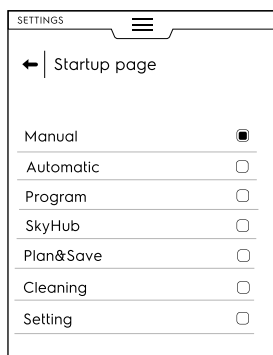 SETTINGS
Startup page
Manual
Automatic
Program
SkyHub
Plan&Save
Cleaning
Setting